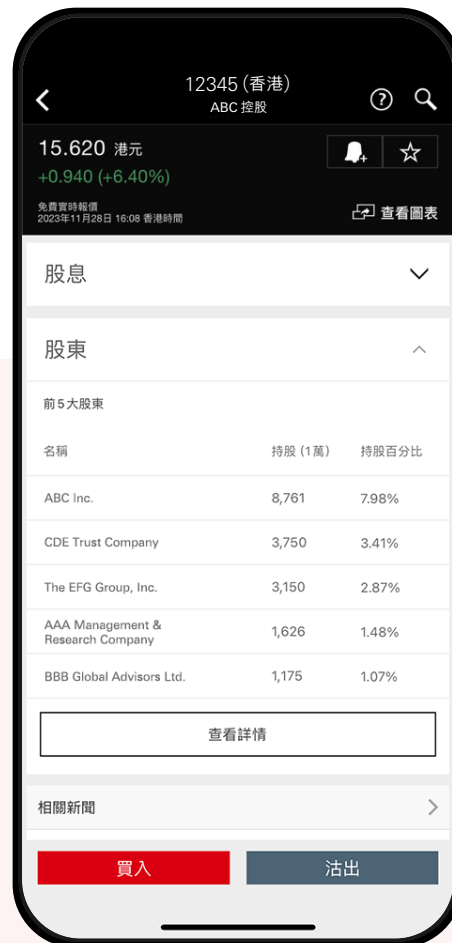 12345 (香港)
ABC 控股
15.620 港元
+0.940 (+6.40%)
免費實時報價
2023年11月28日 16:08 香港時間
查看圖表
股息
股東
前5大股東
名稱 持股 (1萬) 持股百分比
ABC Inc. 8,761 7.98%
CDE Trust Company 3,750 3.41%
The EFG Group, Inc. 3,150 2.87%
AAA Management &
Research Company 1,626 1.48%
BBB Global Advisors Ltd. 1,175 1.07%
查看詳情
相關新聞
買入 沽出